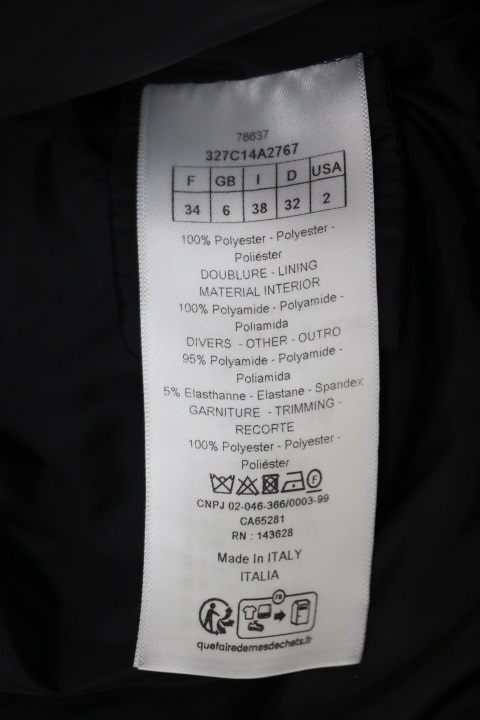 78637
327C14A2767
F GB I D USA
34 6 38 32 2
100% Polyester - Polyester -
Poliéster
DOUBLURE - LINING
MATERIAL INTERIOR
100% Polyamide - Polyamide -
Poliamida
DIVERS - OTHER - OUTRO
95% Polyamide - Polyamide -
Poliamida
5% Elasthanne - Elastane - Spandex
GARNITURE - TRIMMING -
RECORTE
100% Polyester - Polyester -
Poliéster
F
CNPJ 02-046-366/0003-99
CA65281
RN : 143628
Made In ITALY
ITALIA
quefairedemesdechets.fr